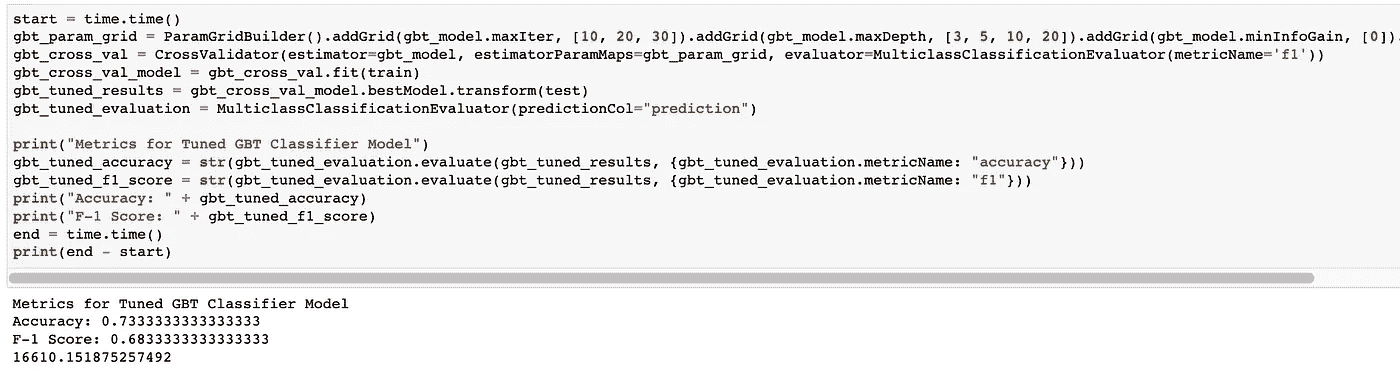 start = time.time()
gbt_param_grid = ParamGridBuilder().addGrid(gbt_model.maxIter, [10, 20, 30]).addGrid(gbt_model.maxDepth, [3, 5, 10, 20]).addGrid(gbt_model.minInfoGain, [0]).
gbt_cross_val = CrossValidator(estimator=gbt_model, estimatorParamMaps=gbt_param_grid, evaluator=MulticlassClassificationEvaluator(metricName='f1'))
gbt_cross_val_model = gbt_cross_val.fit(train)
gbt_tuned_results = gbt_cross_val_model.bestModel.transform(test)
gbt_tuned_evaluation = MulticlassClassificationEvaluator(predictionCol="prediction")
print("Metrics for Tuned GBT Classifier Model")
gbt_tuned_accuracy = str(gbt_tuned_evaluation.evaluate(gbt_tuned_results, {gbt_tuned_evaluation.metricName: "accuracy"}))
gbt_tuned_f1_score = str(gbt_tuned_evaluation.evaluate(gbt_tuned_results, {gbt_tuned_evaluation.metricName: "f1"}))
print("Accuracy: " + gbt_tuned_accuracy)
print("F-1 Score: " + gbt_tuned_f1_score)
end = time.time()
print(end - start)
Metrics for Tuned GBT Classifier Model
Accuracy: 0.7333333333333333
F-1 Score: 0.6833333333333333
16610.151875257492